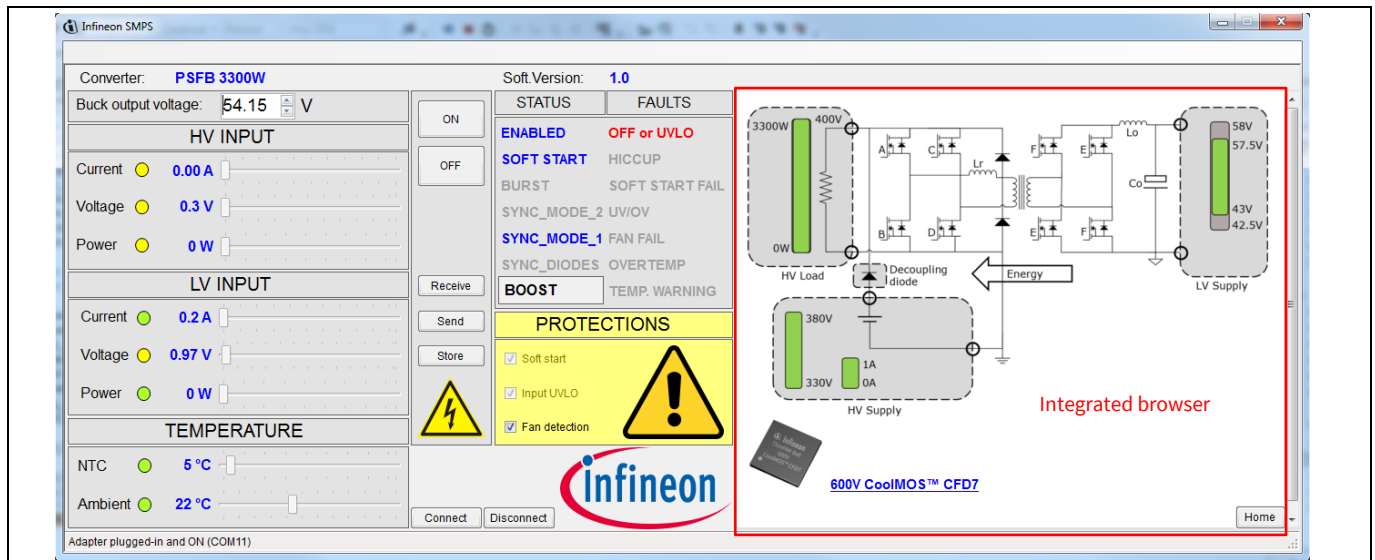 Infineon SMPS
Converter: PSFB 3300W Soft.Version: 1.0
Buck output voltage: 54.15 V
HV INPUT
Current 0.00 A
Voltage 0.3 V
Power 0 W
LV INPUT
Current 0.2 A
Voltage 0.97 V
Power 0 W
TEMPERATURE
NTC 5 °C
Ambient 22 °C
ON
OFF
Receive
Send
Store
Connect Disconnect
STATUS FAULTS
ENABLED OFF or UVLO
SOFT START HICCUP
BURST SOFT START FAIL
SYNC_MODE_2 UV/OV
SYNC_MODE_1 FAN FAIL
SYNC_DIODES OVERTEMP
BOOST TEMP. WARNING
PROTECTIONS
Soft start
Input UVLO
Fan detection
infineon
3300W 400V
0W
HV Load
A C Lr F E Lo
B D E F Co
58V
57.5V
43V
42.5V
LV Supply
Decoupling
diode
Energy
380V
330V
1A
0A
HV Supply
Integrated browser
Infineon
600V CoolMOS™ CFD7
Home
Adapter plugged-in and ON (COM11)